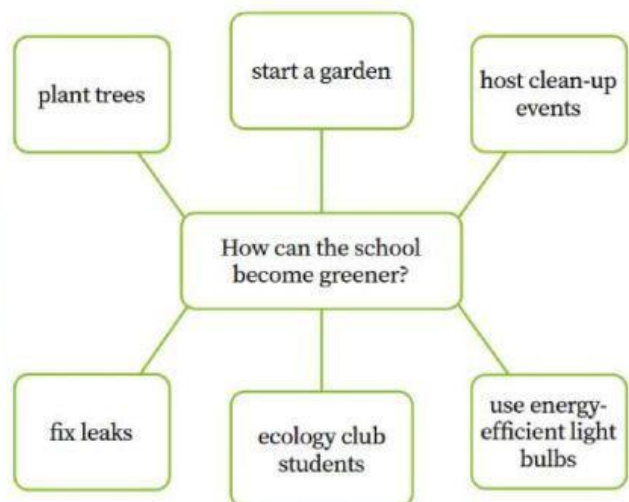 plant trees
start a garden
host clean-up
events
How can the school
become greener?
fix leaks
ecology club
students
use energy-
efficient light
bulbs